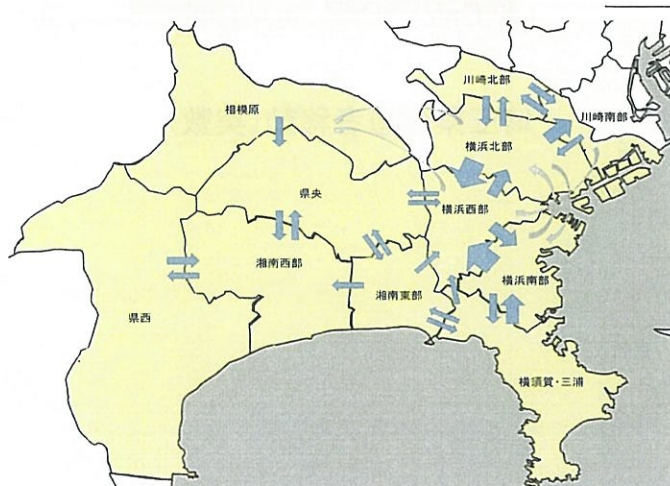 川崎北部
川崎南部
相模原
横浜北部
県央
横浜西部
湘南西部
湘南東部
横浜南部
県西
横須賀・三浦